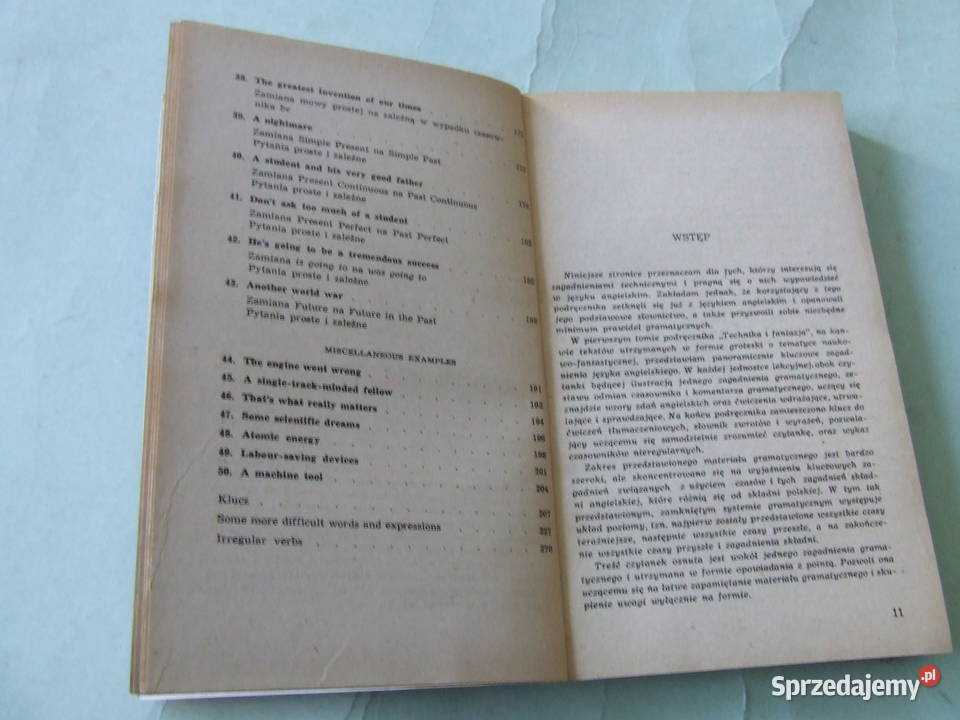 38. The greatest invention of our times
Zamiana mowy prostej na zależną w wypadku czasow-
nika be
39. A nightmare
Zamiana Simple Present na Simple Past
Pytania proste i zależne
40. A student and his very good father
Zamiana Present Continuous na Past Continuous
Pytania proste i zależne
41. Don't ask too much of a student
Zamiana Present Perfect na Past Perfect
Pytania proste i zależne
42. He's going to be a tremendous success
Zamiana is going to na was going to
Pytania proste i zależne
43. Another world war
Zamiana Future na Future in the Past
Pytania proste i zależne
MISCELLANEOUS EXAMPLES
44. The engine went wrong 191
45. A single-track-minded fellow
46. That's what really matters
47. Some scientific dreams
48. Atomic energy
49. Labour-saving devices 201
50. A machine tool 204
Klucz 207
Some more difficult words and expressions
Irregular verbs 270
WSTĘP
Niniejsze stronice przeznaczam dla tych, którzy interesują się
zagadnieniami technicznymi i pragną się o nich wypowiedzieć
w języku angielskim. Zakładam jednak, że korzystający z tego
podręcznika zetknęli się już z językiem angielskim i opanowali
jego podstawowe słownictwo, a także przyswoili sobie niezbędne
minimum prawideł gramatycznych.
W pierwszym tomie podręcznika „Technika i fantazja”, na kan-
wie tekstów utrzymanych w formie groteski o tematyce nauko-
wo-fantastycznej, przedstawiam panoramicznie kluczowe zagad-
nienia języka angielskiego. W każdej jednostce lekcyjnej, obok czy-
tanki będącej ilustracją jednego zagadnienia gramatycznego, ze-
stawu odmian czasownika i komentarza gramatycznego, uczący się
znajdzie wzory zdań angielskich oraz ćwiczenia wdrażające, utrwa-
lające i sprawdzające. Na końcu podręcznika zamieszczono klucz do
ćwiczeń tłumaczeniowych, słownik zwrotów i wyrażeń, pozwala-
jący uczącemu się samodzielnie zrozumieć czytankę, oraz wykaz
czasowników nieregularnych.
Zakres przedstawionego materiału gramatycznego jest bardzo
szeroki, ale skoncentrowano się na wyjaśnieniu kluczowych za-
gadnień związanych z użyciem czasów i tych zagadnień skład-
ni angielskiej, które różnią się od składni polskiej. W tym tak
przedstawionym, zamkniętym systemie gramatycznym występuje
układ poziomy, tzn. najpierw zostały przedstawione wszystkie czasy
teraźniejsze, następnie wszystkie czasy przeszłe, a na zakończe-
nie wszystkie czasy przyszłe i zagadnienia składni.
Treść czytanek osnuta jest wokół jednego zagadnienia grama-
tycznego i utrzymana w formie opowiadania z pointą. Pozwoli ona
uczącemu się na łatwe zapamiętanie materiału gramatycznego i sku-
pienie uwagi wyłącznie na formie.
11
Sprzedajemy.pl